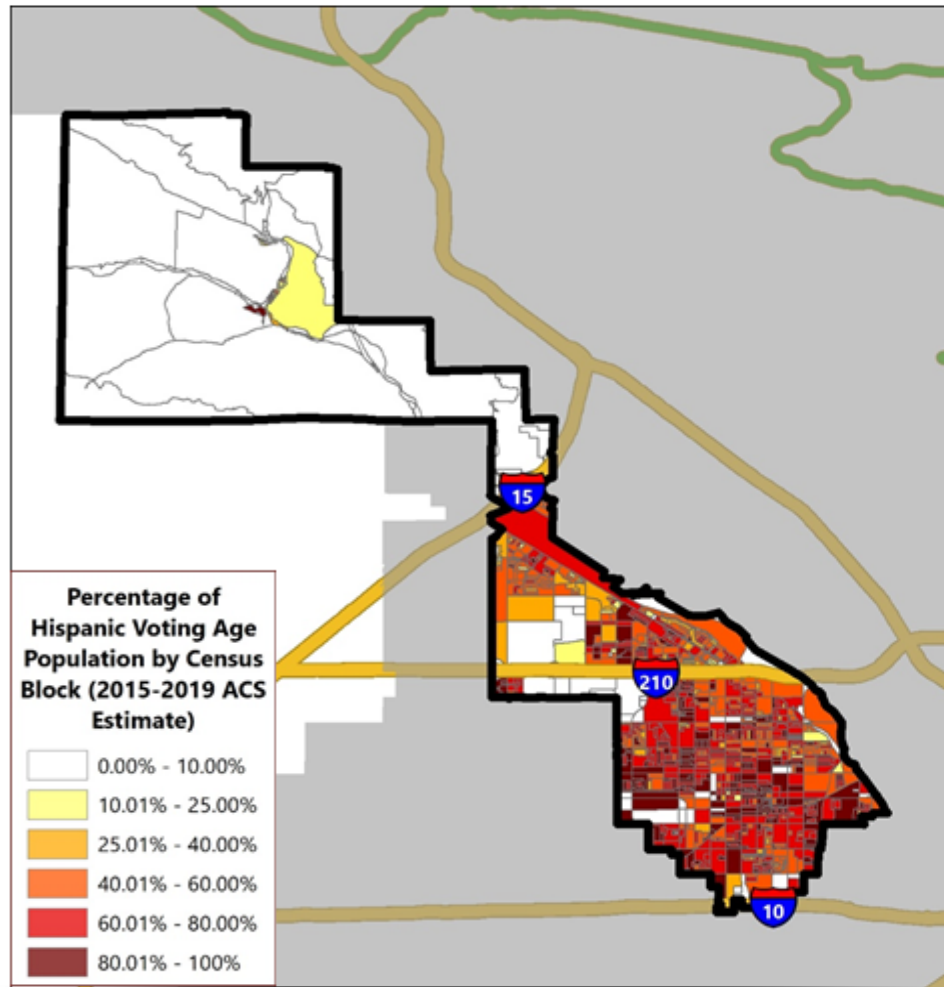 15
210
10
Percentage of
Hispanic Voting Age
Population by Census
Block (2015-2019 ACS
Estimate)
0.00% - 10.00%
10.01% - 25.00%
25.01% - 40.00%
40.01% - 60.00%
60.01% - 80.00%
80.01% - 100%